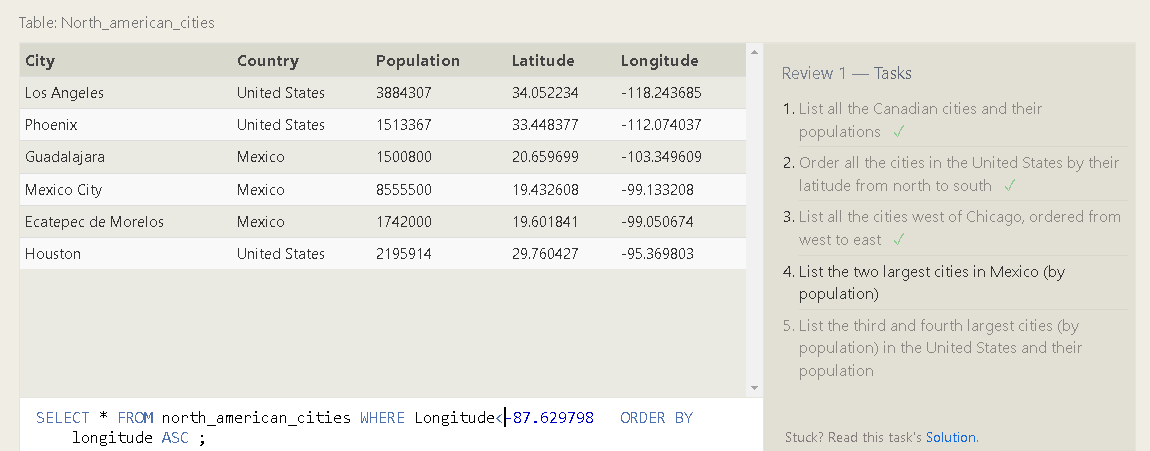 Table: North_american_cities
City Country Population Latitude Longitude
Los Angeles United States 3884307 34.052234 -118.243685
Phoenix United States 1513367 33.448377 -112.074037
Guadalajara Mexico 1500800 20.659699 -103.349609
Mexico City Mexico 8555500 19.432608 -99.133208
Ecatepec de Morelos Mexico 1742000 19.601841 -99.050674
Houston United States 2195914 29.760427 -95.369803
SELECT * FROM north_american_cities WHERE Longitude<-87.629798 ORDER BY
longitude ASC ;
Review 1 — Tasks
1. List all the Canadian cities and their
populations ✓
2. Order all the cities in the United States by their
latitude from north to south ✓
3. List all the cities west of Chicago, ordered from
west to east ✓
4. List the two largest cities in Mexico (by
population)
5. List the third and fourth largest cities (by
population) in the United States and their
population
Stuck? Read this task's Solution.